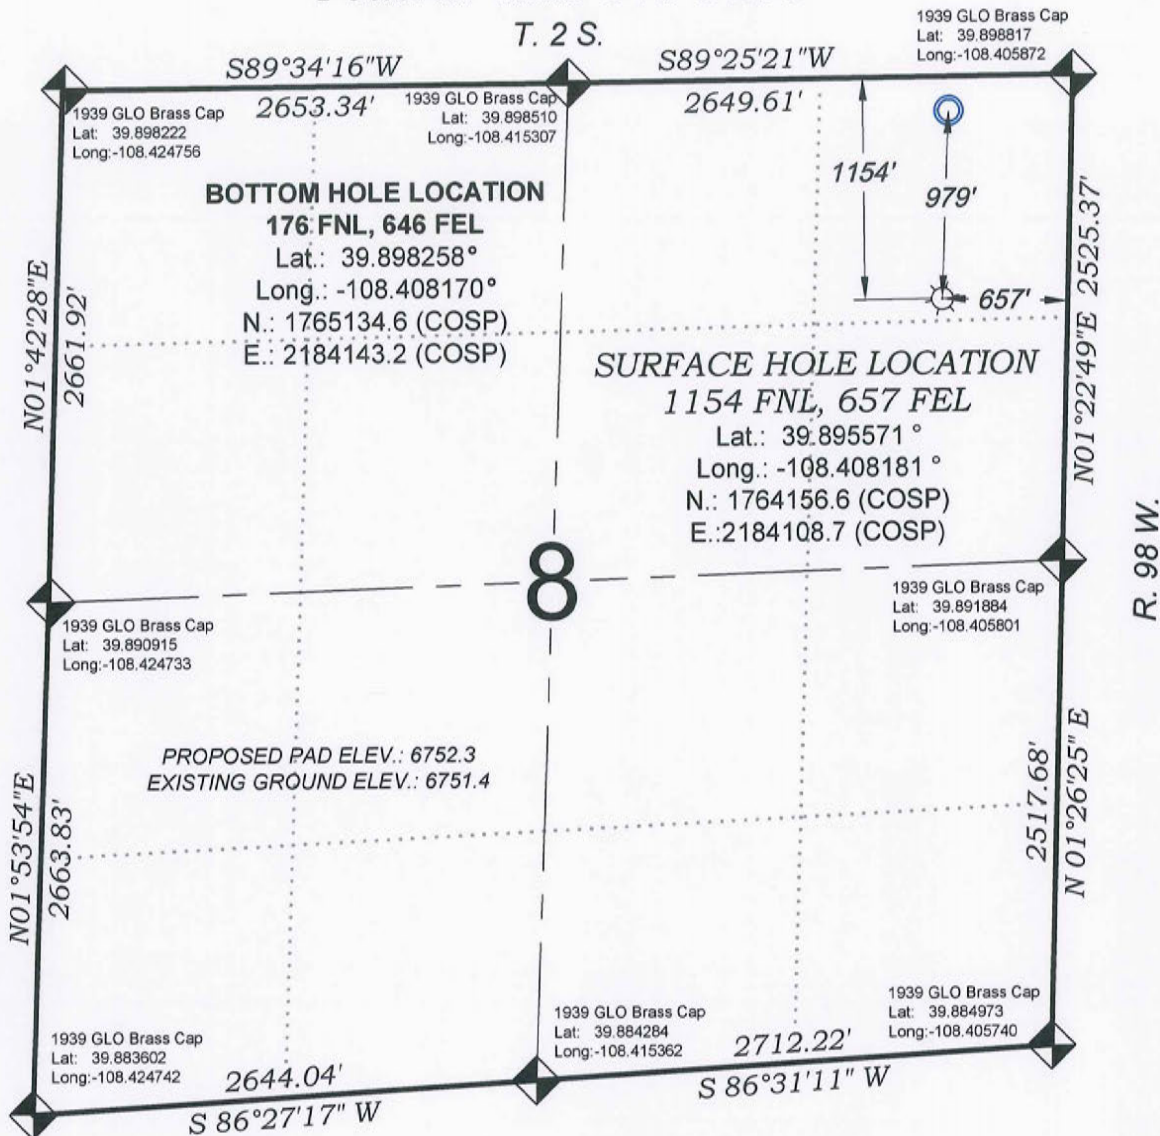 T. 2 S.
1939 GLO Brass Cap
Lat: 39.898817
Long:-108.405872
S89°34'16"W
S89°25'21"W
1939 GLO Brass Cap
Lat: 39.898222
Long:-108.424756
2653.34'
1939 GLO Brass Cap
Lat: 39.898510
Long:-108.415307
2649.61'
1154'
979'
657'
BOTTOM HOLE LOCATION
176 FNL, 646 FEL
Lat.: 39.898258°
Long.: -108.408170°
N.: 1765134.6 (COSP)
E.: 2184143.2 (COSP)
N01°42'28"E
2661.92'
N01°22'49"E 2525.37'
SURFACE HOLE LOCATION
1154 FNL, 657 FEL
Lat.: 39.895571 °
Long.: -108.408181 °
N.: 1764156.6 (COSP)
E.:2184108.7 (COSP)
R. 98 W.
8
1939 GLO Brass Cap
Lat: 39.891884
Long:-108.405801
1939 GLO Brass Cap
Lat: 39.890915
Long:-108.424733
PROPOSED PAD ELEV.: 6752.3
EXISTING GROUND ELEV.: 6751.4
N01°53'54"E
2663.83'
2517.68'
N 01°26'25" E
1939 GLO Brass Cap
Lat: 39.883602
Long:-108.424742
2644.04'
S 86°27'17" W
1939 GLO Brass Cap
Lat: 39.884284
Long:-108.415362
2712.22'
S 86°31'11" W
1939 GLO Brass Cap
Lat: 39.884973
Long:-108.405740